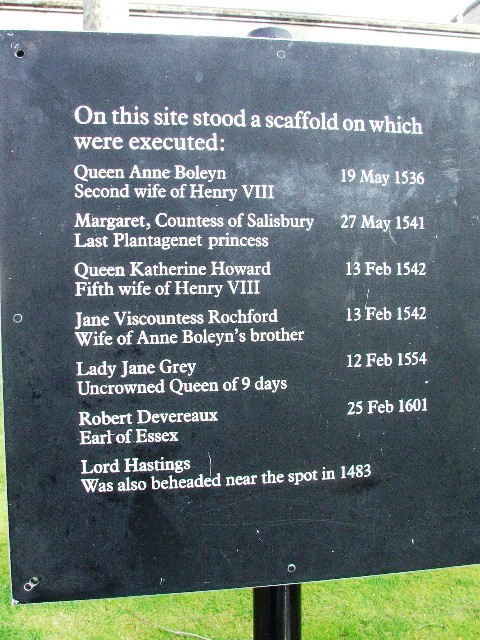 On this site stood a scaffold on which
were executed:
Queen Anne Boleyn 19 May 1536
Second wife of Henry VIII
Margaret, Countess of Salisbury 27 May 1541
Last Plantagenet princess
Queen Katherine Howard 13 Feb 1542
Fifth wife of Henry VIII
Jane Viscountess Rochford 13 Feb 1542
Wife of Anne Boleyn's brother
Lady Jane Grey 12 Feb 1554
Uncrowned Queen of 9 days
Robert Devereaux 25 Feb 1601
Earl of Essex
Lord Hastings
Was also beheaded near the spot in 1483